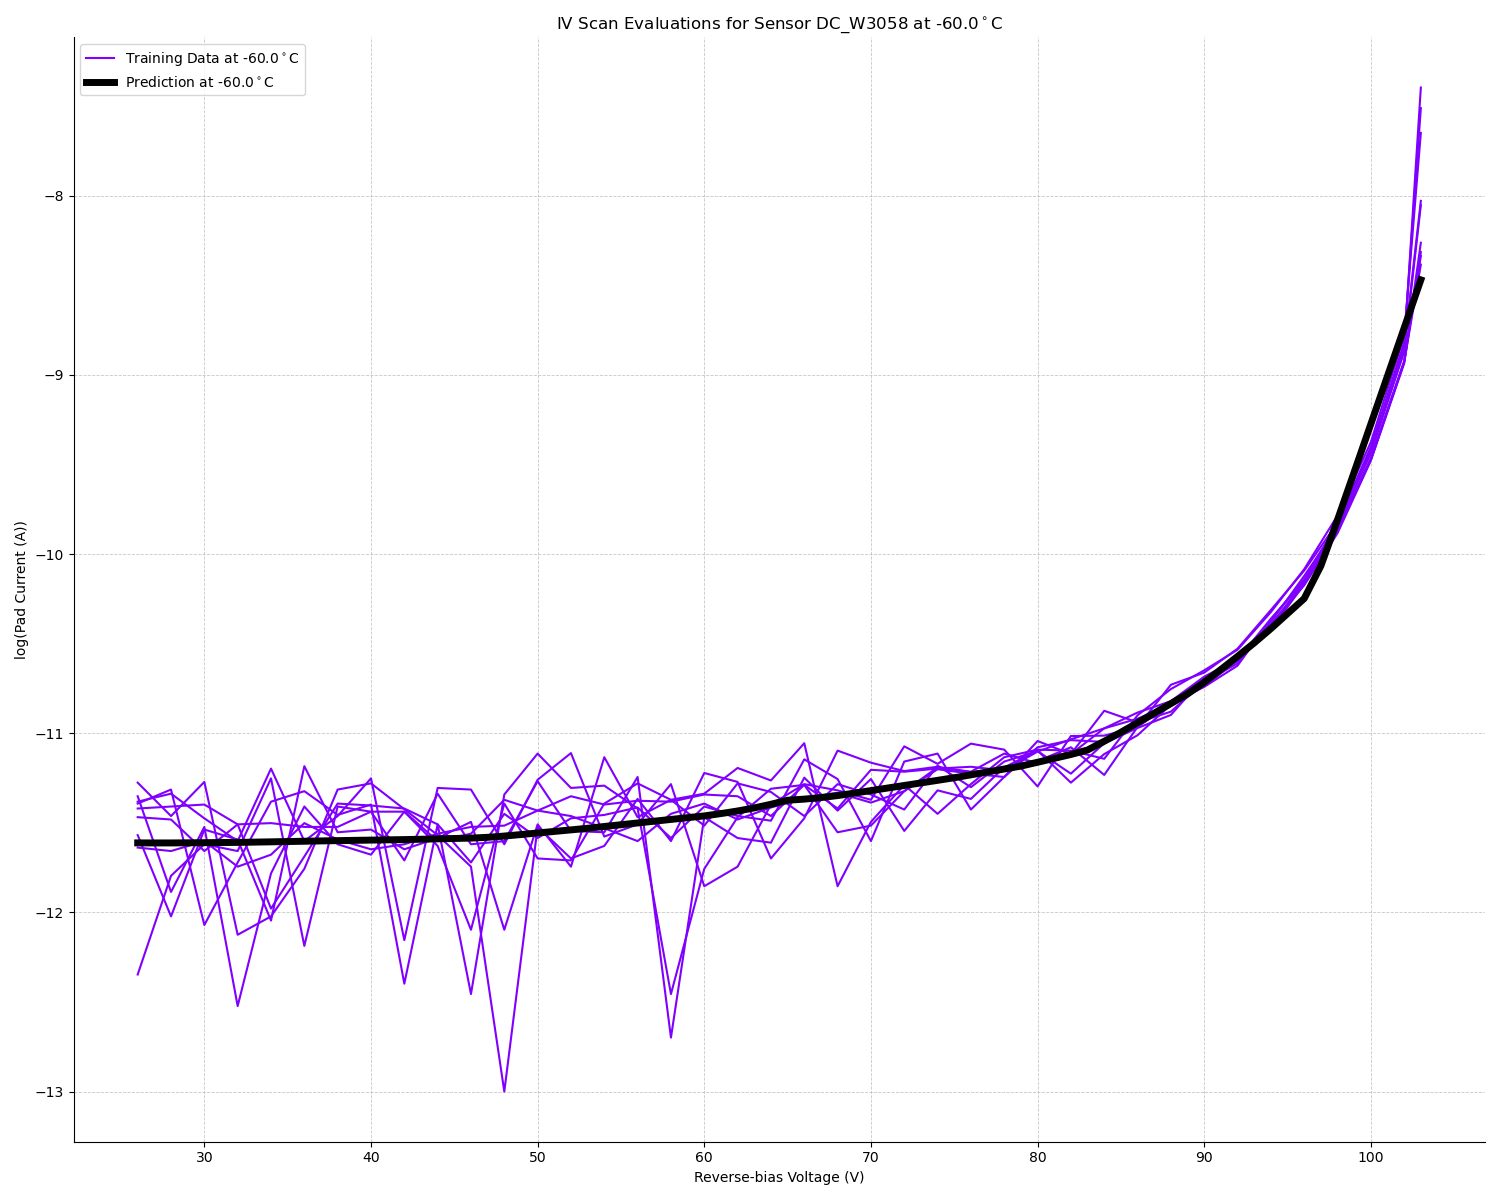 IV Scan Evaluations for Sensor DC_W3058 at -60.0°C
Training Data at -60.0°C
Prediction at -60.0°C
log(Pad Current (A))
−8
−9
−10
−11
−12
−13
30 40 50 60 70 80 90 100
Reverse-bias Voltage (V)